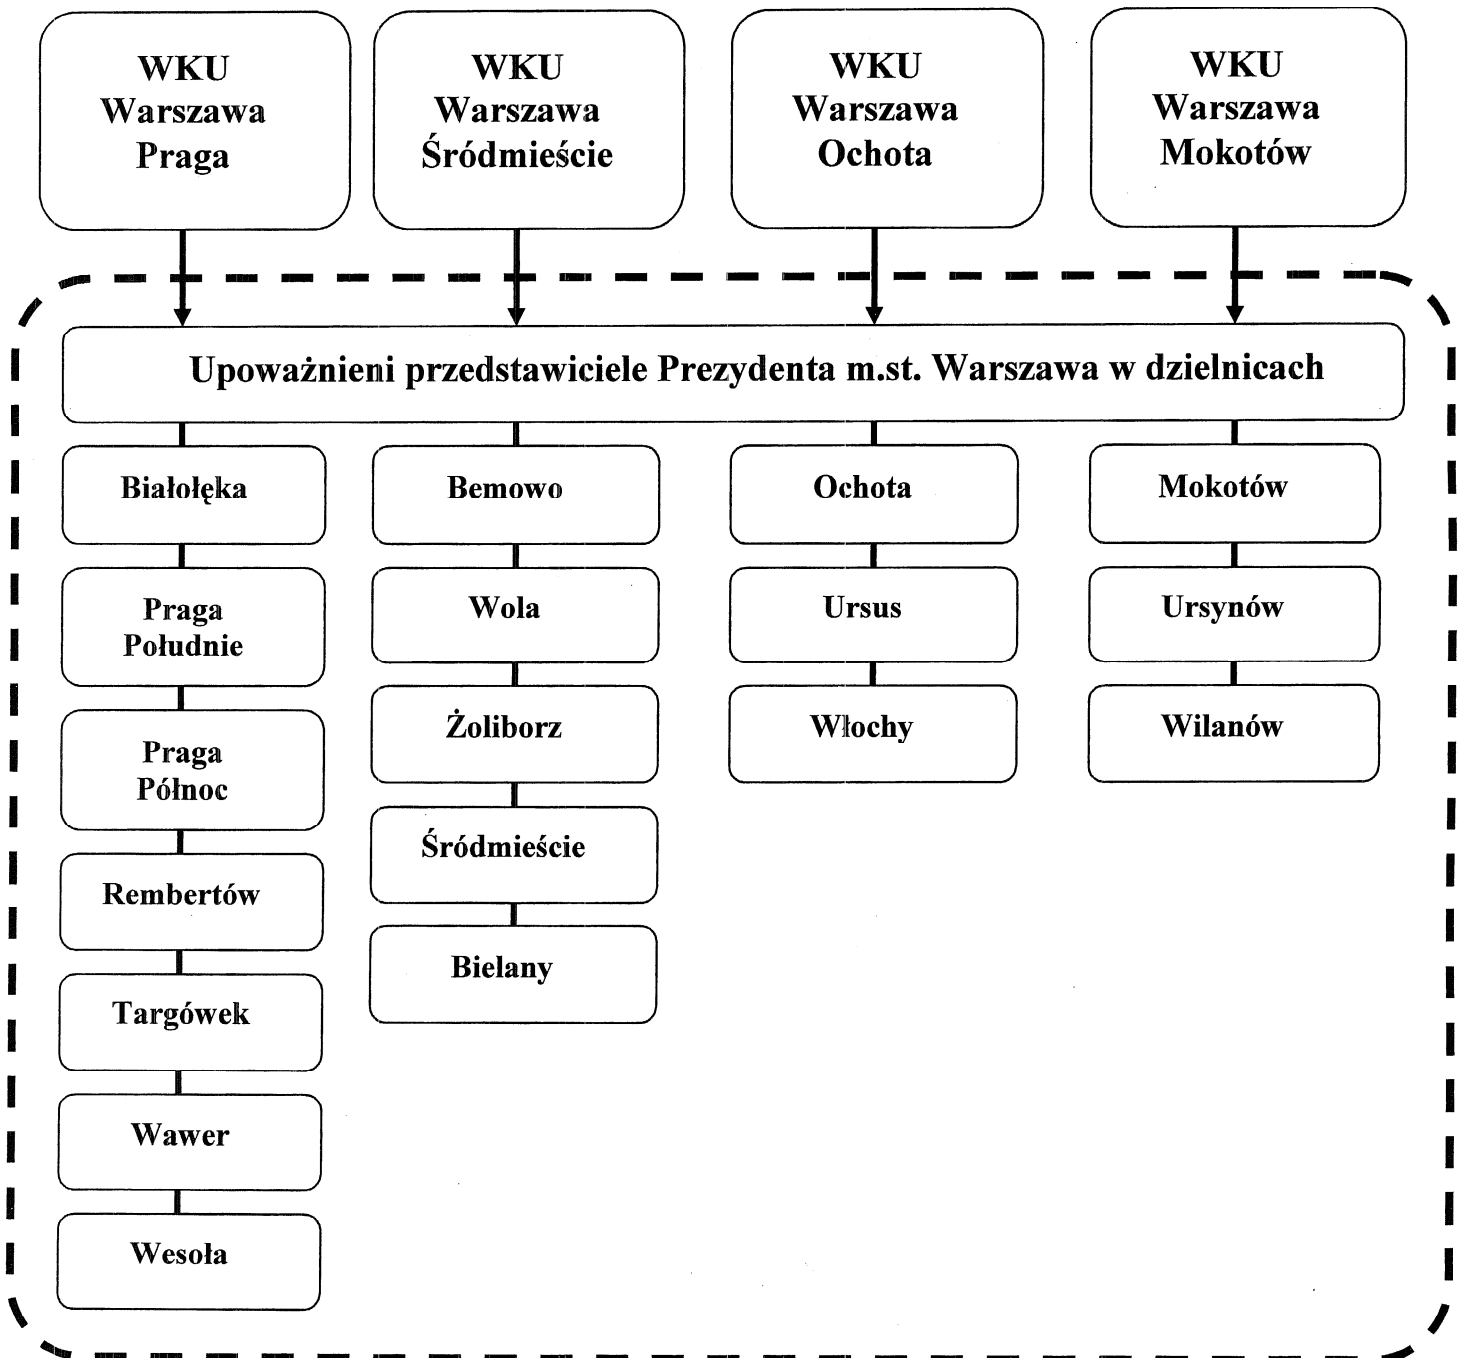 WKU
Warszawa
Praga
WKU
Warszawa
Śródmieście
WKU
Warszawa
Ochota
WKU
Warszawa
Mokotów
Upoważnieni przedstawiciele Prezydenta m.st. Warszawa w dzielnicach
Białołęka
Praga
Południe
Praga
Północ
Rembertów
Targówek
Wawer
Wesoła
Bemowo
Wola
Żoliborz
Śródmieście
Bielany
Ochota
Ursus
Włochy
Mokotów
Ursynów
Wilanów